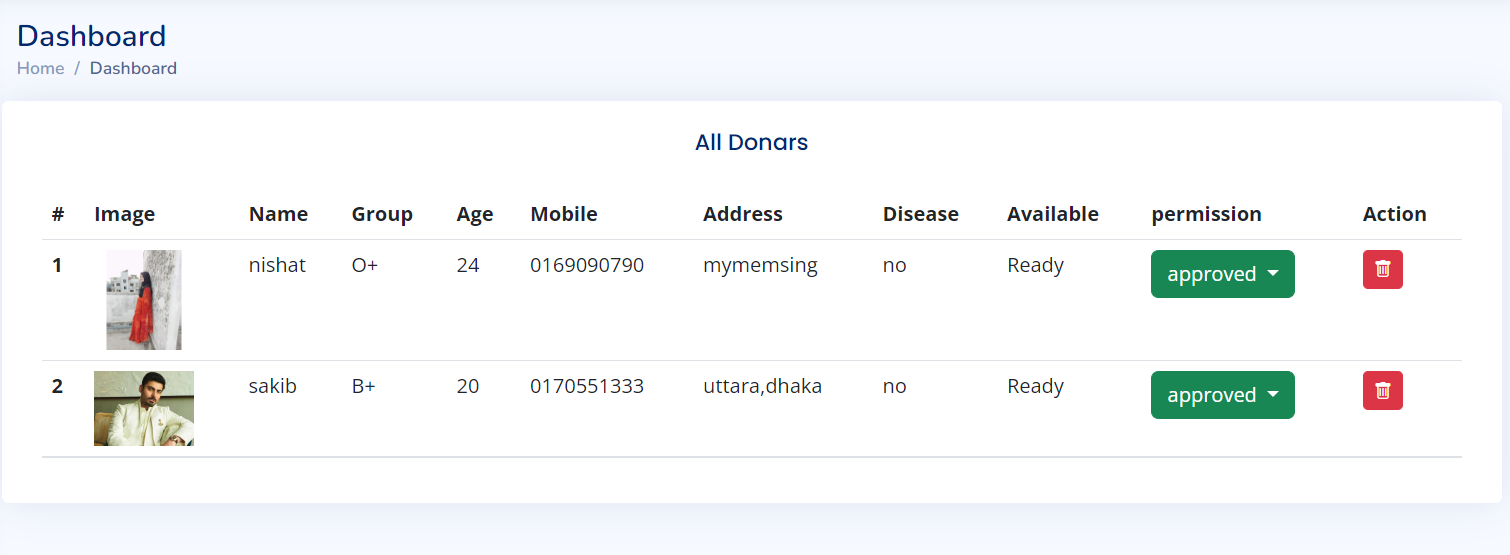 Dashboard
Home / Dashboard
All Donars
# Image Name Group Age Mobile Address Disease Available permission Action
1 nishat O+ 24 0169090790 mymemsing no Ready approved
2 sakib B+ 20 0170551333 uttara,dhaka no Ready approved